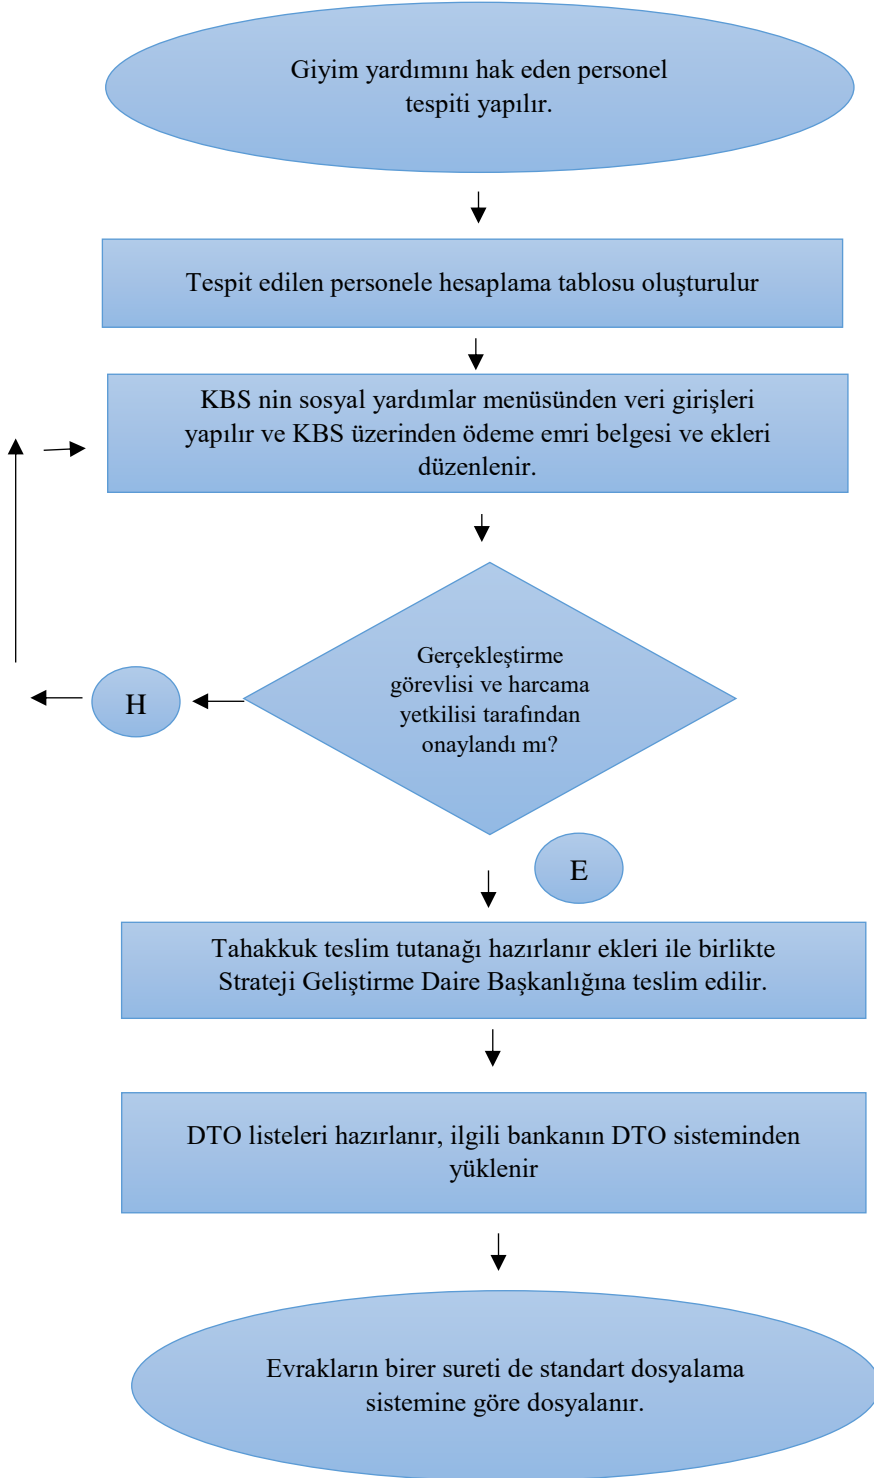 Giyim yardımını hak eden personel
tespiti yapılır.
Tespit edilen personele hesaplama tablosu oluşturulur
KBS nin sosyal yardımlar menüsünden veri girişleri
yapılır ve KBS üzerinden ödeme emri belgesi ve ekleri
düzenlenir.
Gerçekleştirme
görevlisi ve harcama
yetkilisi tarafından
onaylandı mı?
H
E
Tahakkuk teslim tutanağı hazırlanır ekleri ile birlikte
Strateji Geliştirme Daire Başkanlığına teslim edilir.
DTO listeleri hazırlanır, ilgili bankanın DTO sisteminden
yüklenir
Evrakların birer sureti de standart dosyalama
sistemine göre dosyalanır.